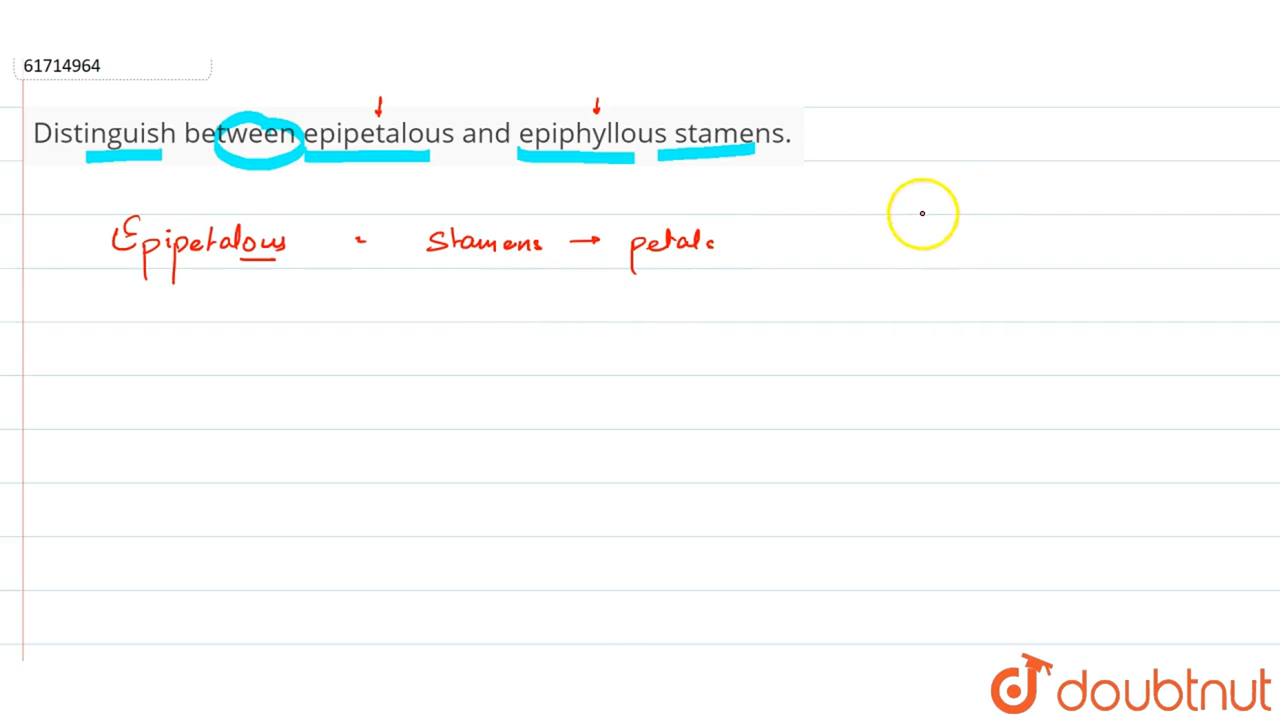 61714964
Distinguish between epipetalous and epiphyllous stamens.
Epipetalous - Stamens → petals
doubtnut